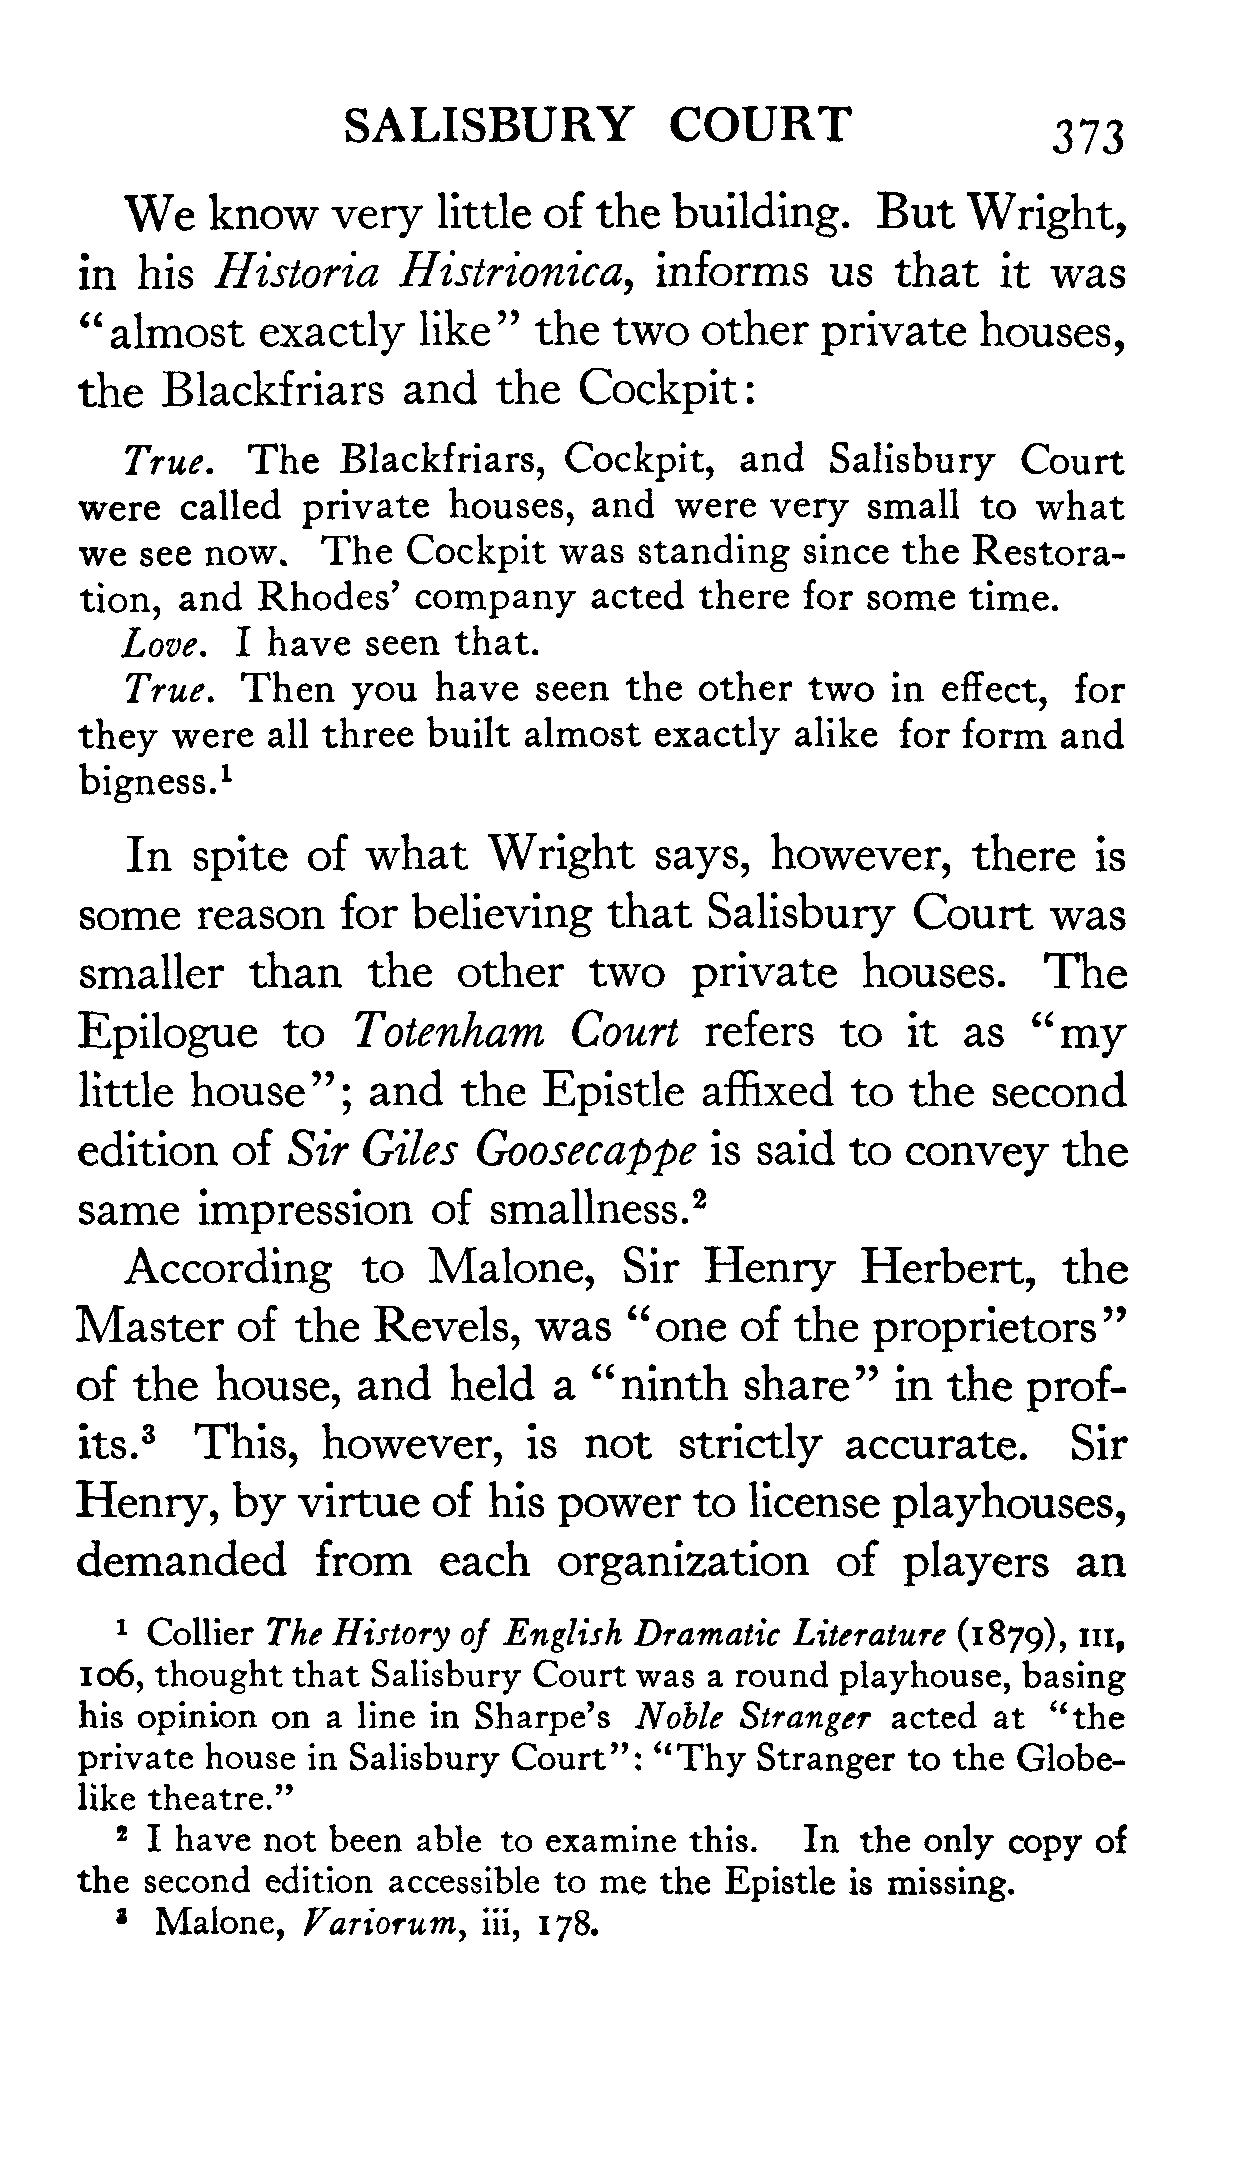 SALISBURY COURT 373
We know very little of the building. But Wright,
in his Historia Histrionica, informs us that it was
“almost exactly like” the two other private houses,
the Blackfriars and the Cockpit:
True. The Blackfriars, Cockpit, and Salisbury Court
were called private houses, and were very small to what
we see now. The Cockpit was standing since the Restora-
tion, and Rhodes’ company acted there for some time.
Love. I have seen that.
True. Then you have seen the other two in effect, for
they were all three built almost exactly alike for form and
bigness.¹
In spite of what Wright says, however, there is
some reason for believing that Salisbury Court was
smaller than the other two private houses. The
Epilogue to Totenham Court refers to it as “my
little house”; and the Epistle affixed to the second
edition of Sir Giles Goosecappe is said to convey the
same impression of smallness.²
According to Malone, Sir Henry Herbert, the
Master of the Revels, was “one of the proprietors”
of the house, and held a “ninth share” in the prof-
its.³ This, however, is not strictly accurate. Sir
Henry, by virtue of his power to license playhouses,
demanded from each organization of players an
¹ Collier The History of English Dramatic Literature (1879), III,
106, thought that Salisbury Court was a round playhouse, basing
his opinion on a line in Sharpe’s Noble Stranger acted at “the
private house in Salisbury Court”: “Thy Stranger to the Globe-
like theatre.”
² I have not been able to examine this. In the only copy of
the second edition accessible to me the Epistle is missing.
³ Malone, Variorum, iii, 178.